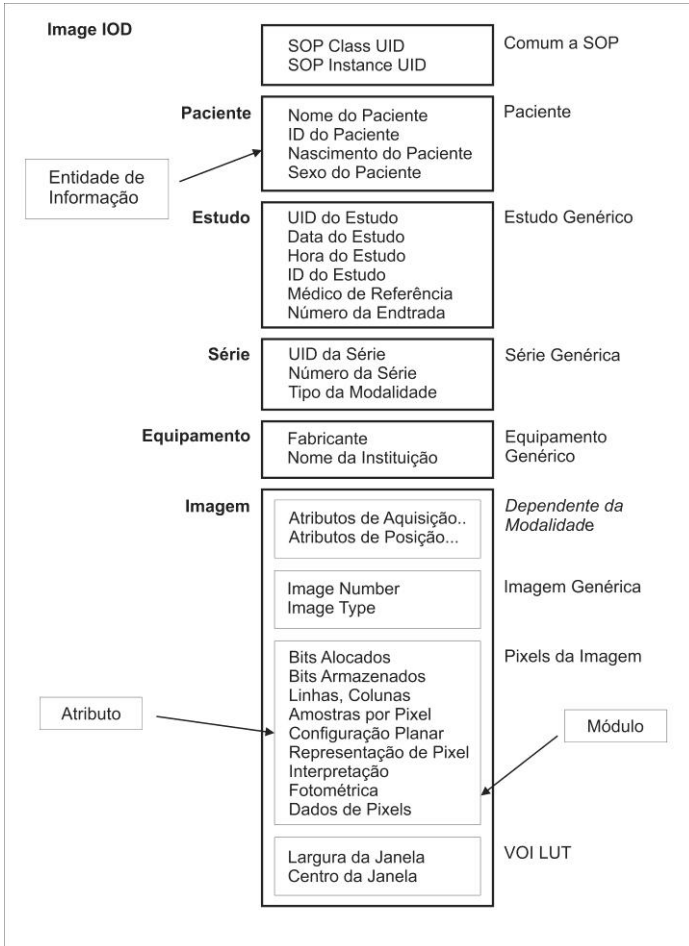 Image IOD
SOP Class UID
SOP Instance UID
Comum a SOP
Paciente
Nome do Paciente
ID do Paciente
Nascimento do Paciente
Sexo do Paciente
Paciente
Entidade de
Informação
Estudo
UID do Estudo
Data do Estudo
Hora do Estudo
ID do Estudo
Médico de Referência
Número da Endtrada
Estudo Genérico
Série
UID da Série
Número da Série
Tipo da Modalidade
Série Genérica
Equipamento
Fabricante
Nome da Instituição
Equipamento
Genérico
Imagem
Atributos de Aquisição..
Atributos de Posição...
Dependente da
Modalidade
Image Number
Image Type
Imagem Genérica
Bits Alocados
Bits Armazenados
Linhas, Colunas
Amostras por Pixel
Configuração Planar
Representação de Pixel
Interpretação
Fotométrica
Dados de Pixels
Pixels da Imagem
Atributo
Módulo
Largura da Janela
Centro da Janela
VOI LUT